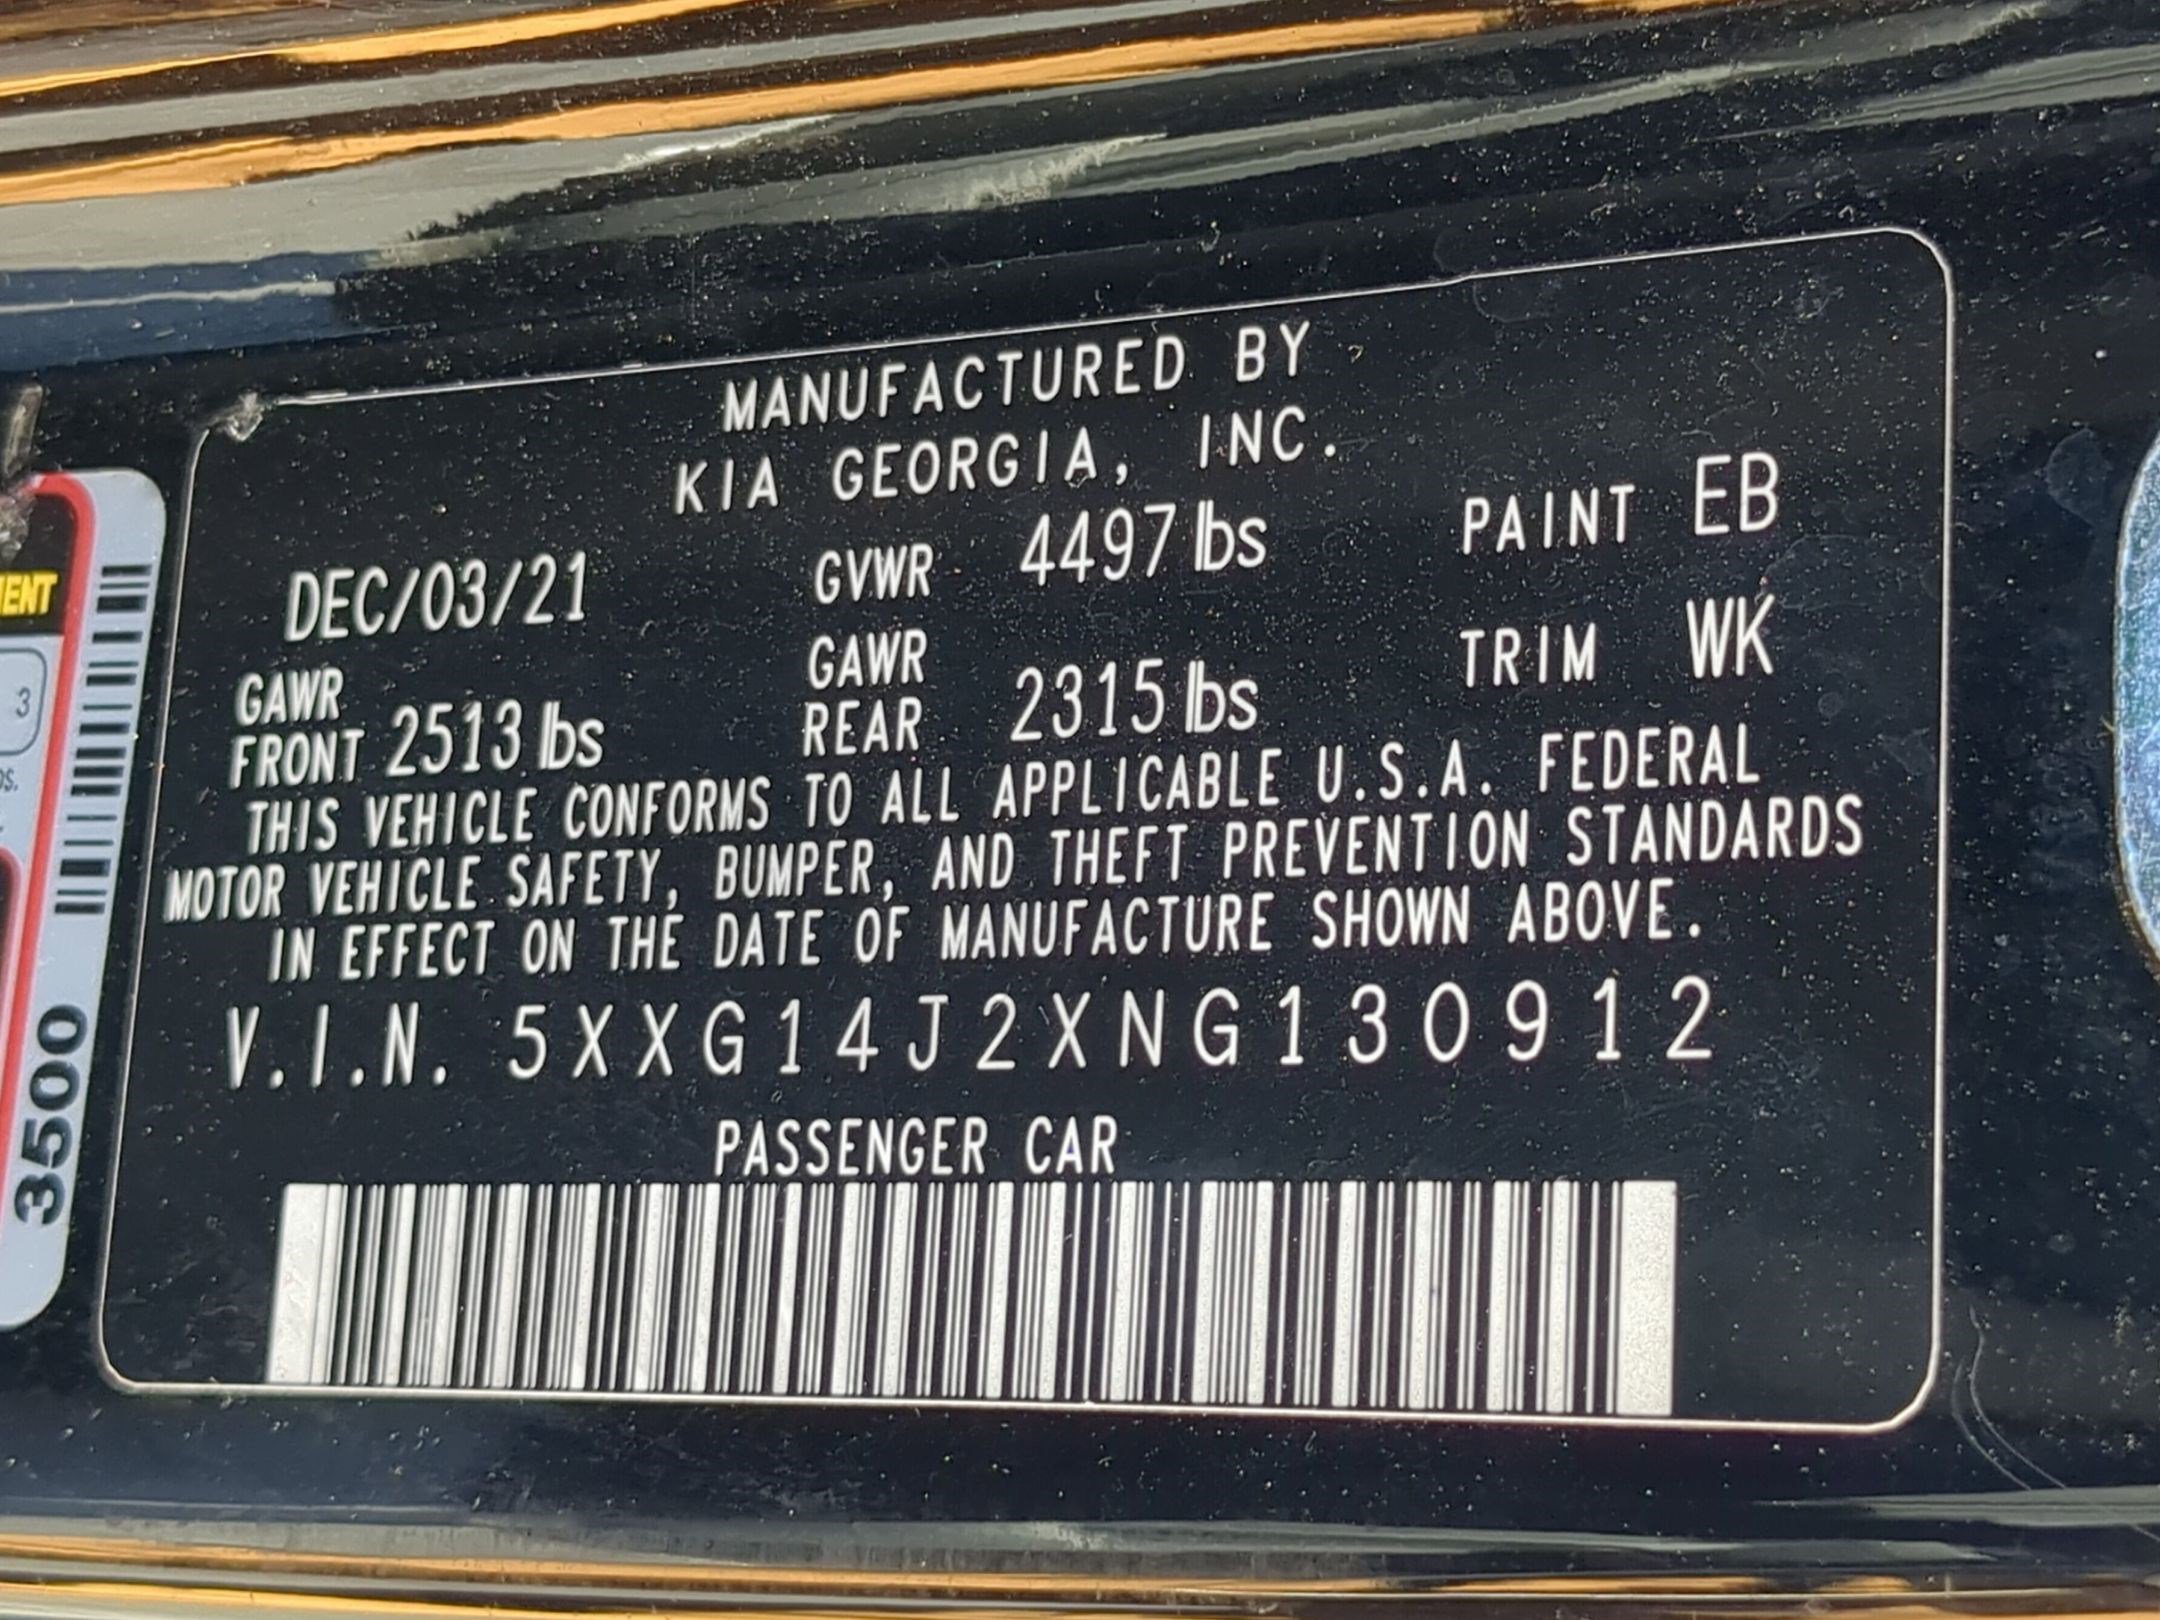 MANUFACTURED BY
KIA GEORGIA, INC.
DEC/03/21 GVWR 4497 lbs PAINT EB
GAWR FRONT 2513 lbs GAWR REAR 2315 lbs TRIM WK
THIS VEHICLE CONFORMS TO ALL APPLICABLE U.S.A. FEDERAL
MOTOR VEHICLE SAFETY, BUMPER, AND THEFT PREVENTION STANDARDS
IN EFFECT ON THE DATE OF MANUFACTURE SHOWN ABOVE.
V.I.N. 5XXG14J2XNG130912
PASSENGER CAR
3
3500